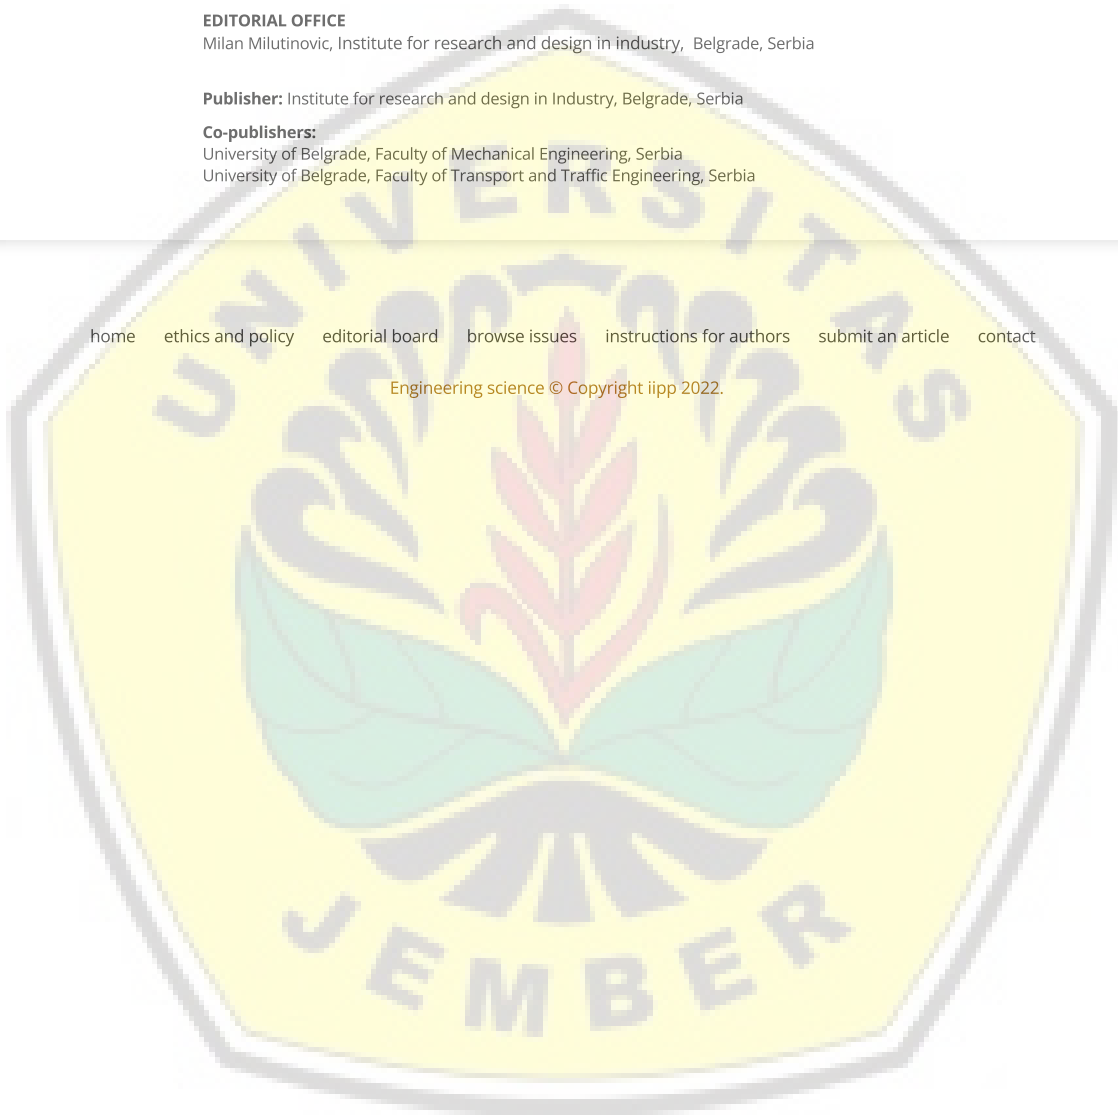 EDITORIAL OFFICE
Milan Milutinovic, Institute for research and design in industry, Belgrade, Serbia
Publisher: Institute for research and design in Industry, Belgrade, Serbia
Co-publishers:
University of Belgrade, Faculty of Mechanical Engineering, Serbia
University of Belgrade, Faculty of Transport and Traffic Engineering, Serbia
UNIVERSITAS
home ethics and policy editorial board browse issues instructions for authors submit an article contact
Engineering science © Copyright iipp 2022.
JEMBER